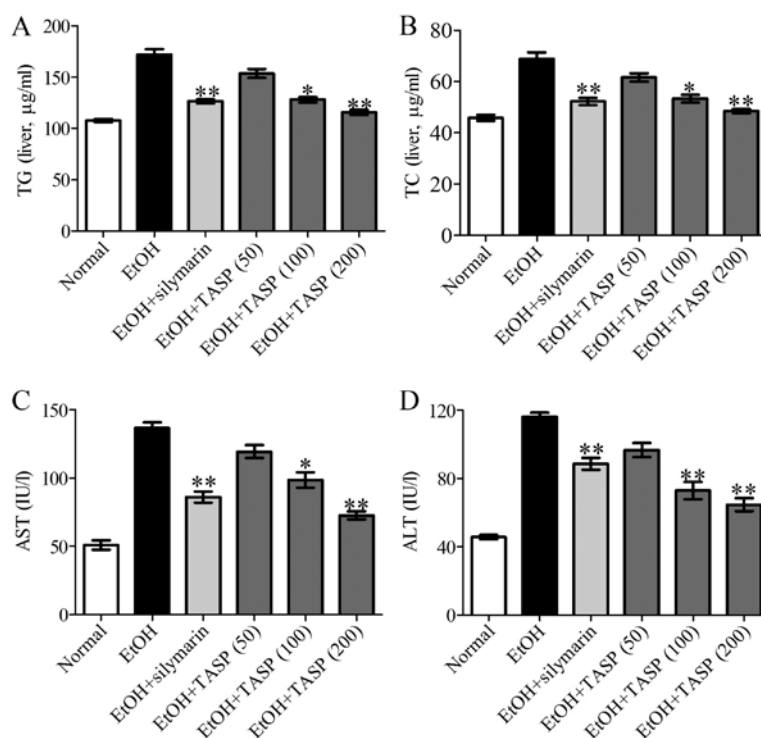 A
TG (liver, μg/ml)
200
150
100
50
0
**
*
**
Normal
EtOH
EtOH+silymarin
EtOH+TASP (50)
EtOH+TASP (100)
EtOH+TASP (200)
B
TC (liver, μg/ml)
80
60
40
20
0
**
*
**
Normal
EtOH
EtOH+silymarin
EtOH+TASP (50)
EtOH+TASP (100)
EtOH+TASP (200)
C
AST (IU/l)
150
100
50
0
**
*
**
Normal
EtOH
EtOH+silymarin
EtOH+TASP (50)
EtOH+TASP (100)
EtOH+TASP (200)
D
ALT (IU/l)
120
80
40
0
**
**
**
Normal
EtOH
EtOH+silymarin
EtOH+TASP (50)
EtOH+TASP (100)
EtOH+TASP (200)